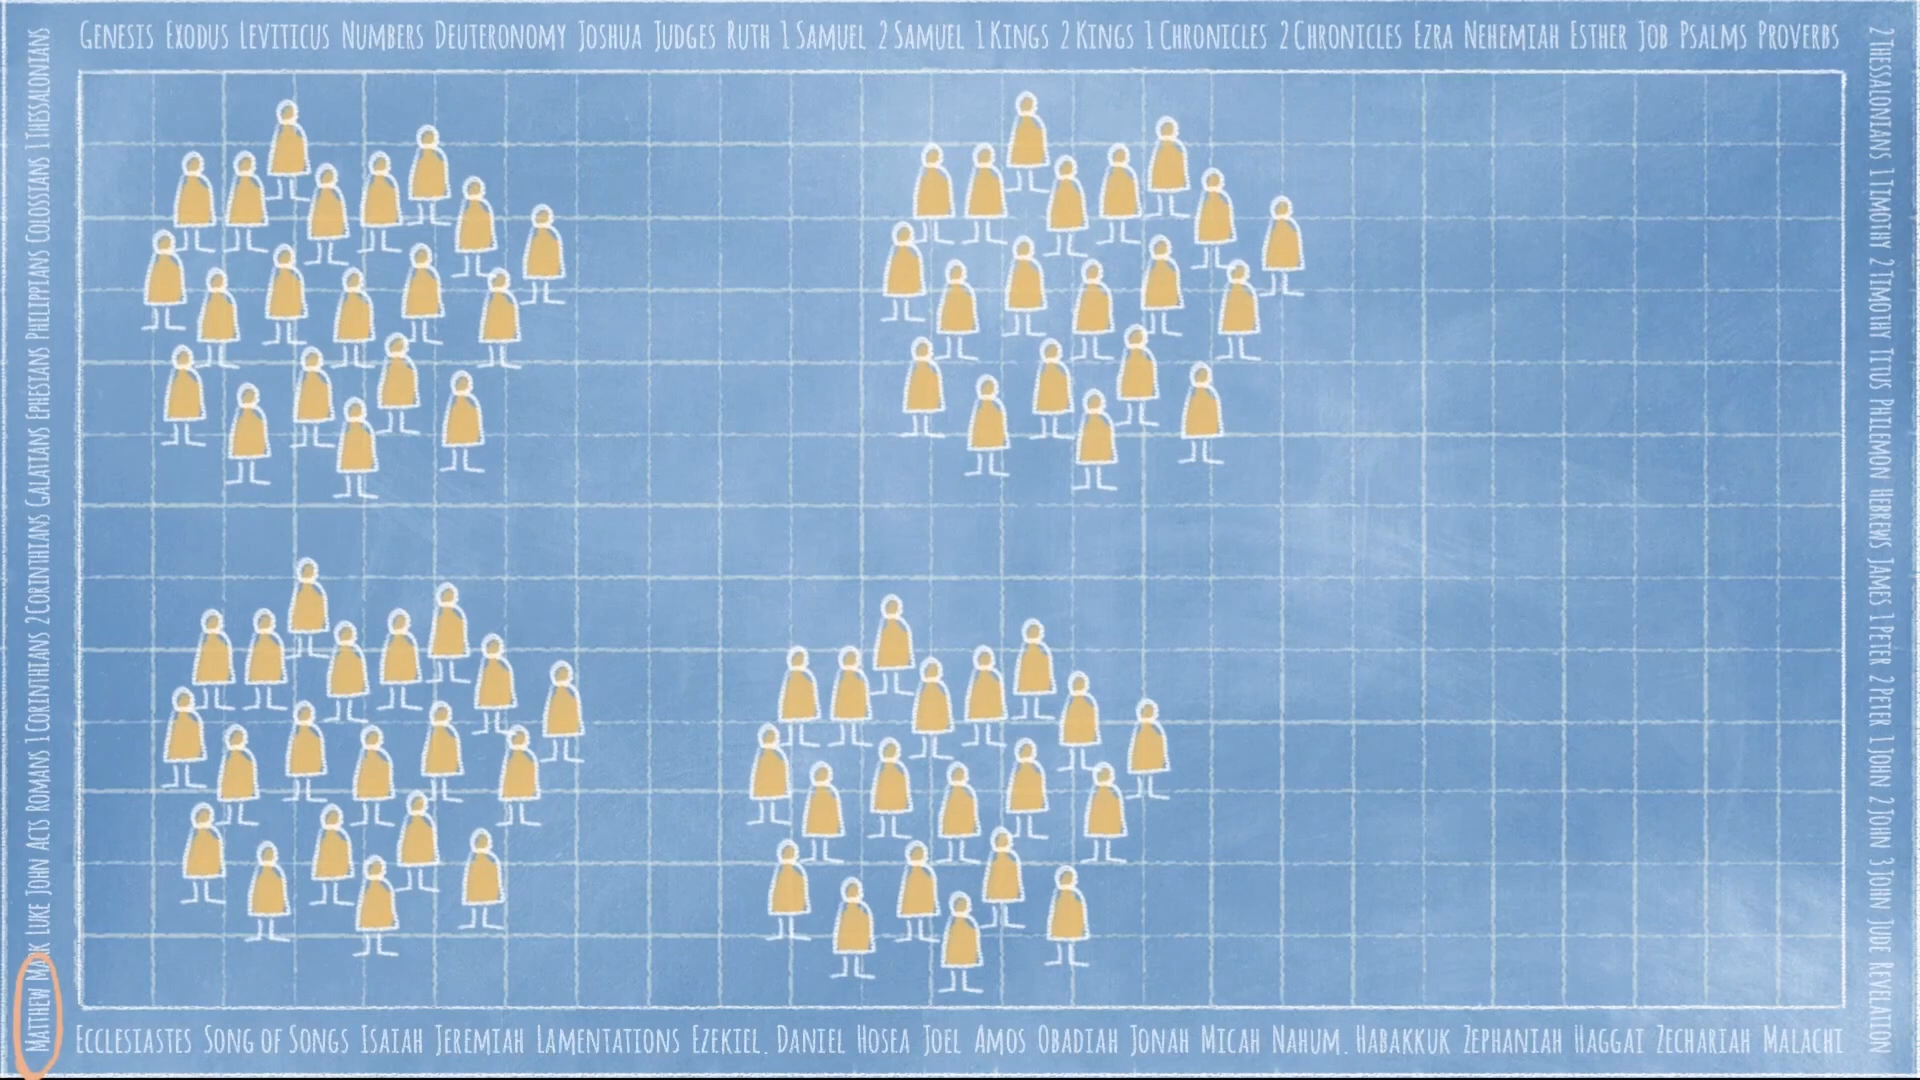 Genesis Exodus Leviticus Numbers Deuteronomy Joshua Judges Ruth 1 Samuel 2 Samuel 1 Kings 2 Kings 1 Chronicles 2 Chronicles Ezra Nehemiah Esther Job Psalms Proverbs
Ecclesiastes Song of Songs Isaiah Jeremiah Lamentations Ezekiel. Daniel Hosea Joel Amos Obadiah Jonah Micah Nahum. Habakkuk Zephaniah Haggai Zechariah Malachi
Matthew Mark Luke John Acts Romans 1 Corinthians 2 Corinthians Galatians Ephesians Philippians Colossians 1 Thessalonians
2 Thessalonians 1 Timothy 2 Timothy Titus Philemon Hebrews James 1 Peter 2 Peter 1 John 2 John 3 John Jude Revelation